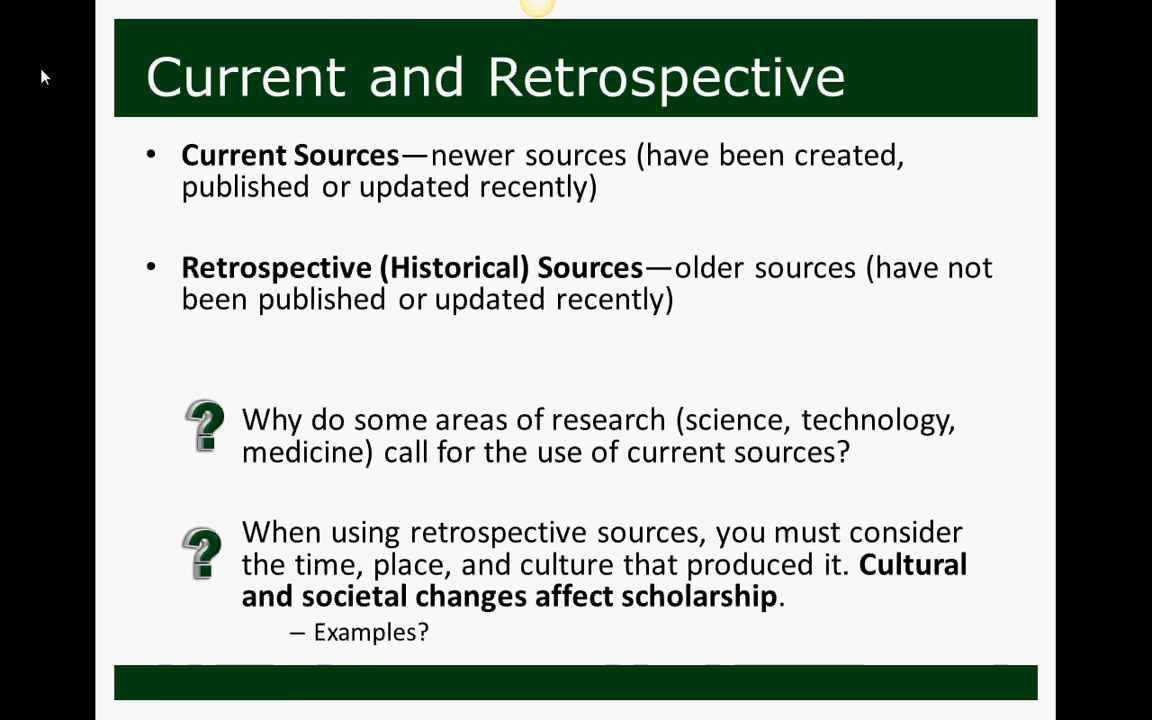 Current and Retrospective
• Current Sources—newer sources (have been created,
published or updated recently)
• Retrospective (Historical) Sources—older sources (have not
been published or updated recently)
Why do some areas of research (science, technology,
medicine) call for the use of current sources?
When using retrospective sources, you must consider
the time, place, and culture that produced it. Cultural
and societal changes affect scholarship.
– Examples?